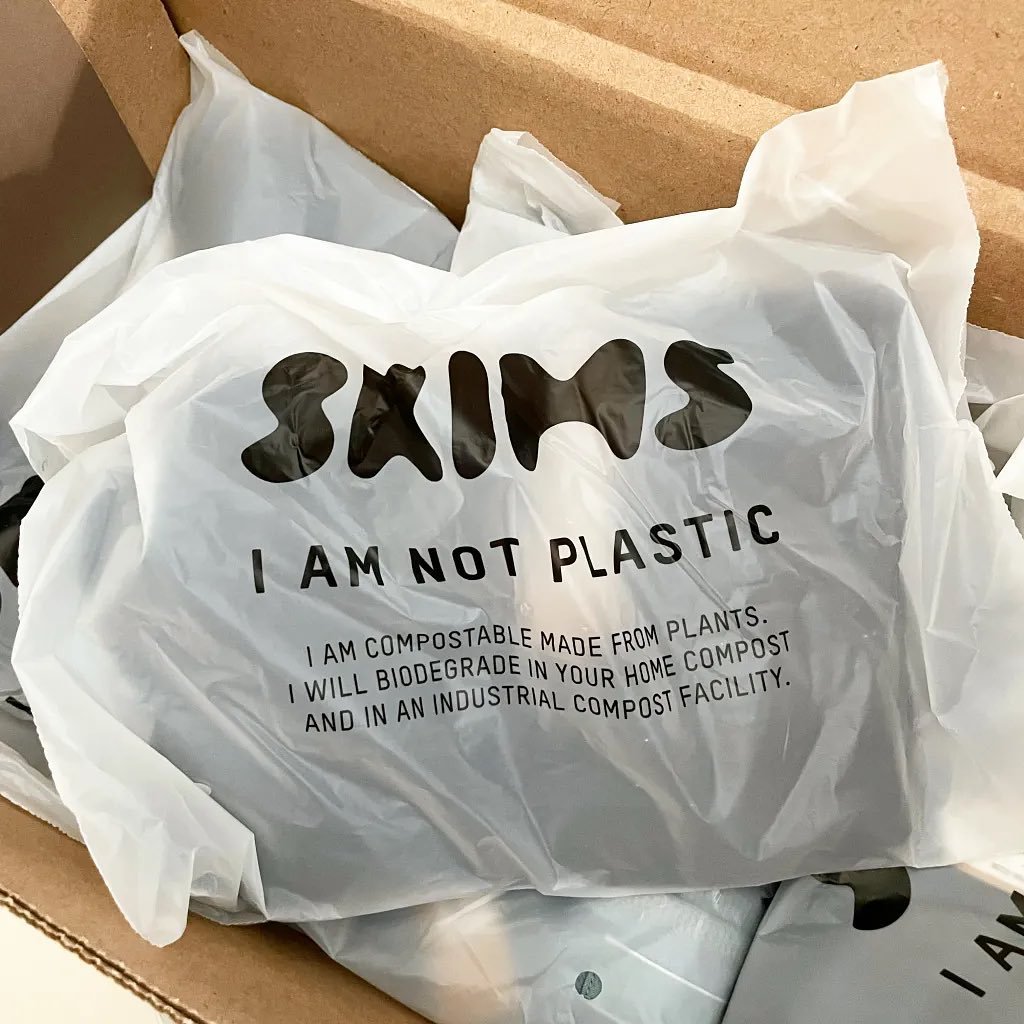 SKIMS
I AM NOT PLASTIC
I AM COMPOSTABLE MADE FROM PLANTS.
I WILL BIODEGRADE IN YOUR HOME COMPOST
AND IN AN INDUSTRIAL COMPOST FACILITY.
I AM